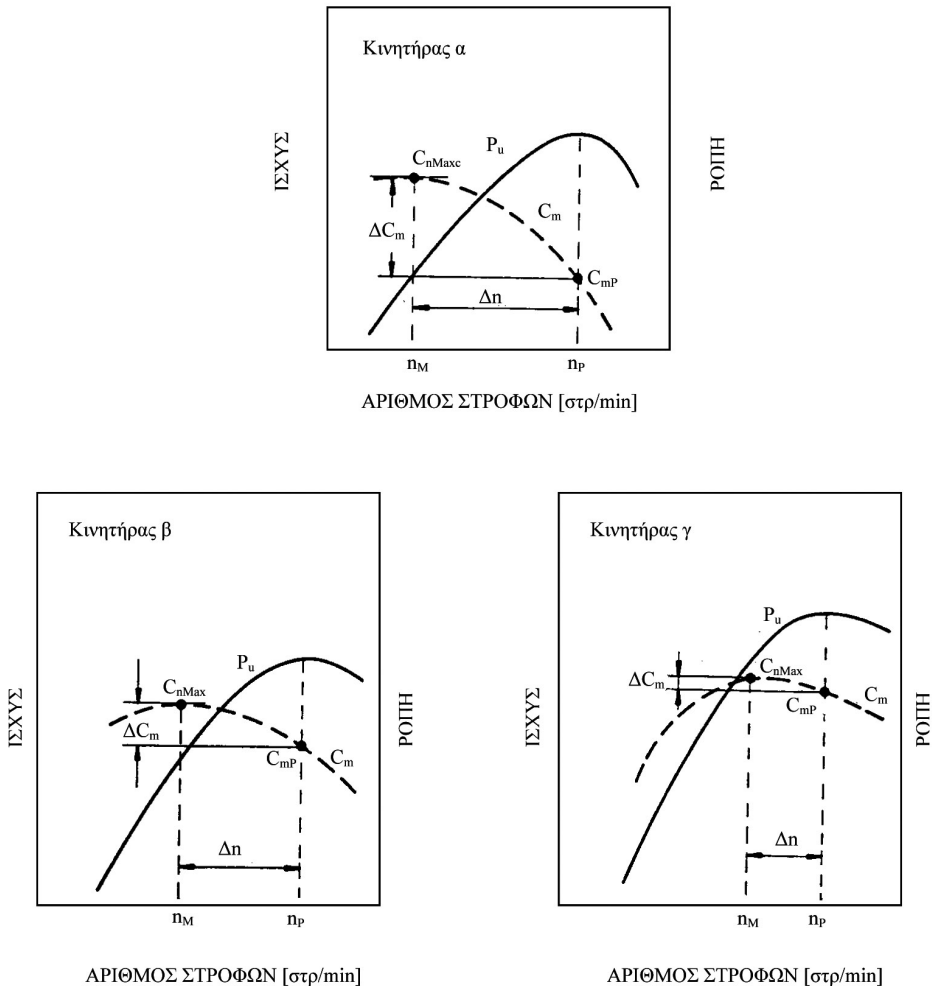 Κινητήρας α
ΙΣΧΥΣ
ΡΟΠΗ
Pu
CnMaxc
Cm
ΔCm
CmP
Δn
nM
nP
ΑΡΙΘΜΟΣ ΣΤΡΟΦΩΝ [στρ/min]
Κινητήρας β
ΙΣΧΥΣ
ΡΟΠΗ
Pu
CnMax
ΔCm
CmP
Cm
Δn
nM
nP
ΑΡΙΘΜΟΣ ΣΤΡΟΦΩΝ [στρ/min]
Κινητήρας γ
ΙΣΧΥΣ
ΡΟΠΗ
Pu
CnMax
ΔCm
CmP
Cm
Δn
nM
nP
ΑΡΙΘΜΟΣ ΣΤΡΟΦΩΝ [στρ/min]